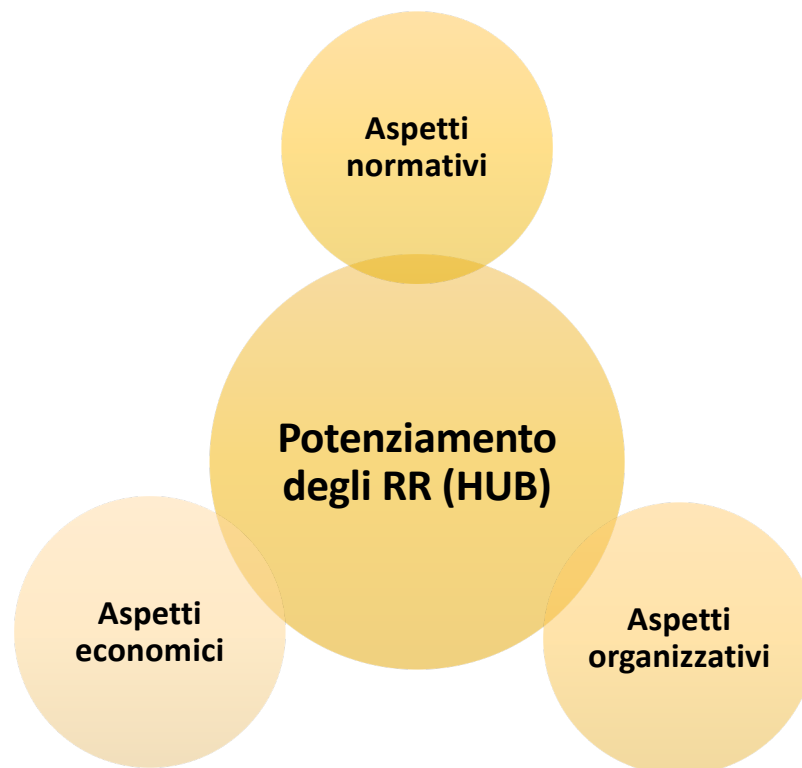 Aspetti
normativi
Potenziamento
degli RR (HUB)
Aspetti
economici
Aspetti
organizzativi